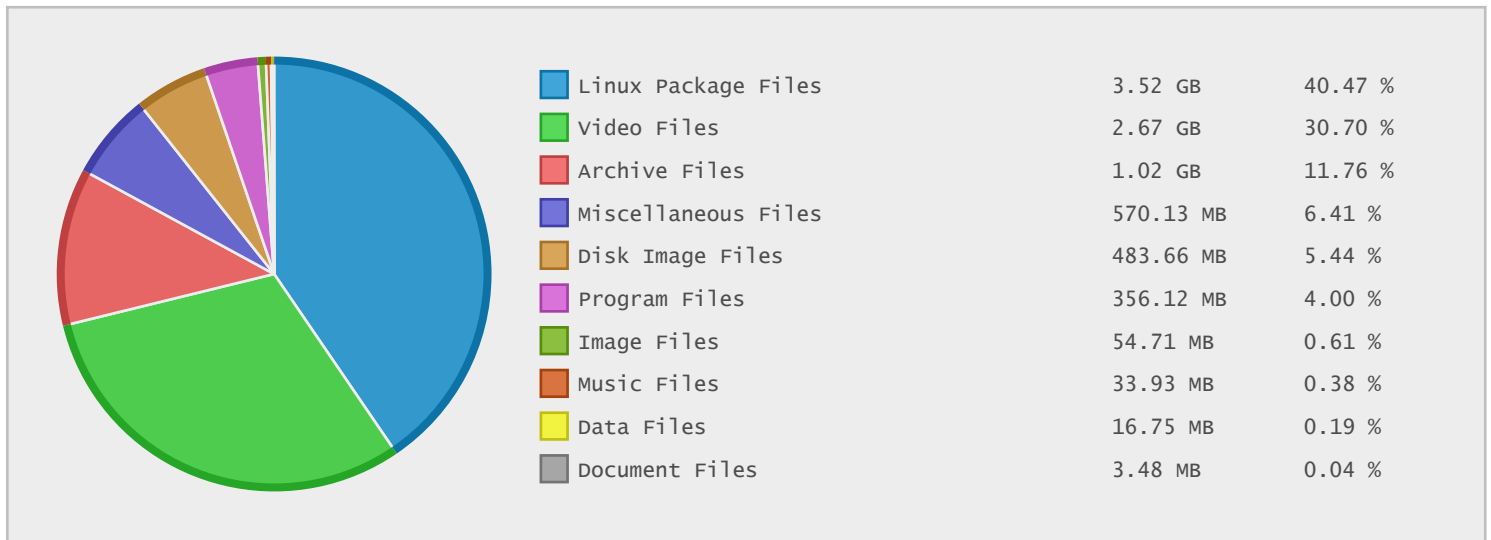 Linux Package Files 3.52 GB 40.47 %
Video Files 2.67 GB 30.70 %
Archive Files 1.02 GB 11.76 %
Miscellaneous Files 570.13 MB 6.41 %
Disk Image Files 483.66 MB 5.44 %
Program Files 356.12 MB 4.00 %
Image Files 54.71 MB 0.61 %
Music Files 33.93 MB 0.38 %
Data Files 16.75 MB 0.19 %
Document Files 3.48 MB 0.04 %